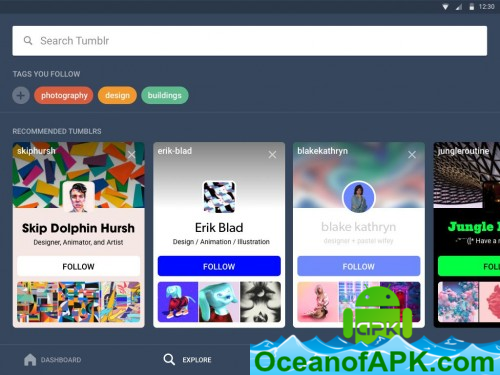 12:30
Search Tumblr
TAGS YOU FOLLOW
photography design buildings
RECOMMENDED TUMBLRS
skiphursh
Skip Dolphin Hursh
Designer, Animator, and Artist
FOLLOW
erik-blad
Erik Blad
Design / Animation / Illustration
FOLLOW
blakekathryn
blake kathryn
designer + pastel withy
FOLLOW
jungleroutine
Jungle
Have a
FOLL
DASHBOARD
EXPLORE
apk
OceanofAPK.com